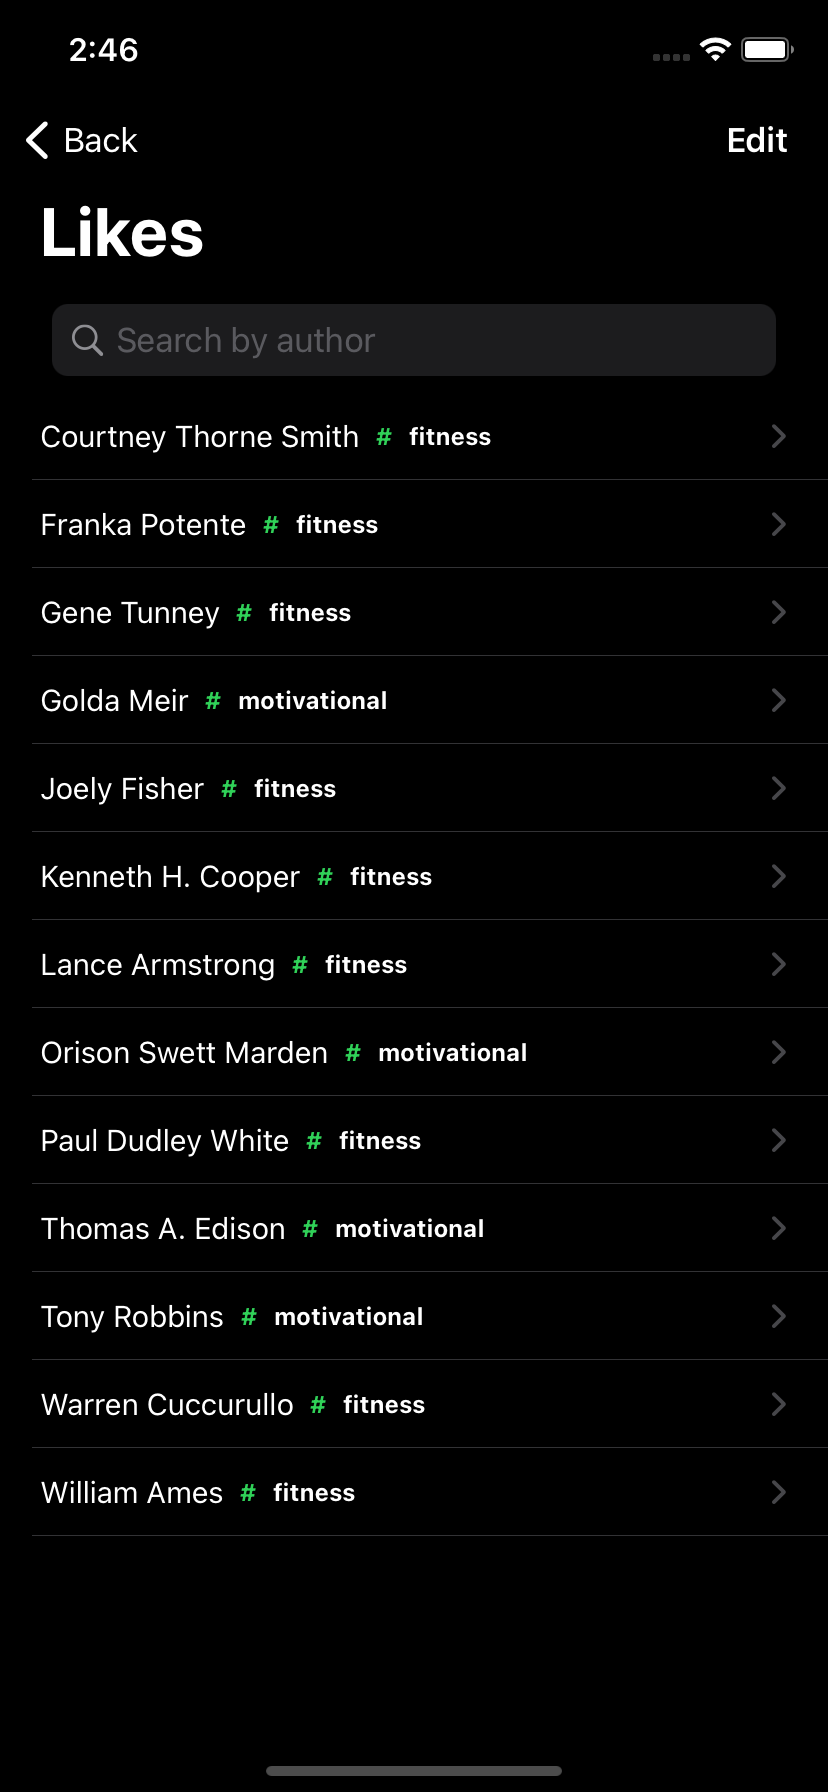 2:46
Back Edit
Likes
Search by author
Courtney Thorne Smith # fitness
Franka Potente # fitness
Gene Tunney # fitness
Golda Meir # motivational
Joely Fisher # fitness
Kenneth H. Cooper # fitness
Lance Armstrong # fitness
Orison Swett Marden # motivational
Paul Dudley White # fitness
Thomas A. Edison # motivational
Tony Robbins # motivational
Warren Cuccurullo # fitness
William Ames # fitness